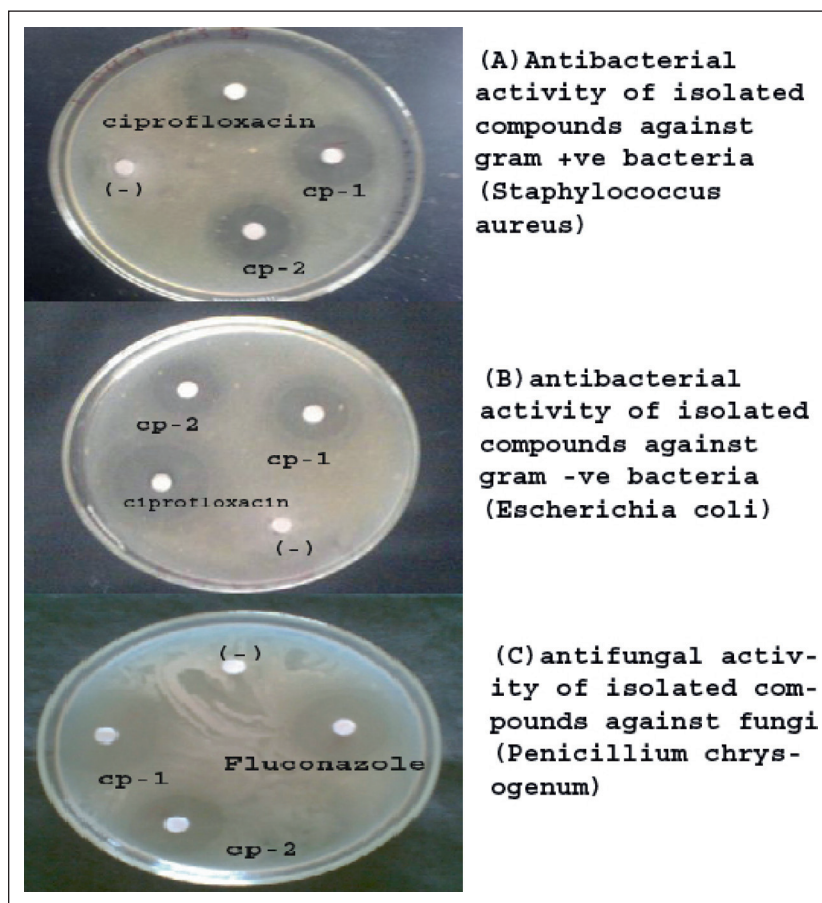 ciprofloxacin
(-)
cp-1
cp-2
(A)Antibacterial
activity of isolated
compounds against
gram +ve bacteria
(Staphylococcus
aureus)
cp-2
cp-1
ciprofloxacin
(-)
(B)antibacterial
activity of isolated
compounds against
gram -ve bacteria
(Escherichia coli)
(-)
cp-1
Fluconazole
cp-2
(C)antifungal activ-
ity of isolated com-
pounds against fungi
(Penicillium chrys-
ogenum)